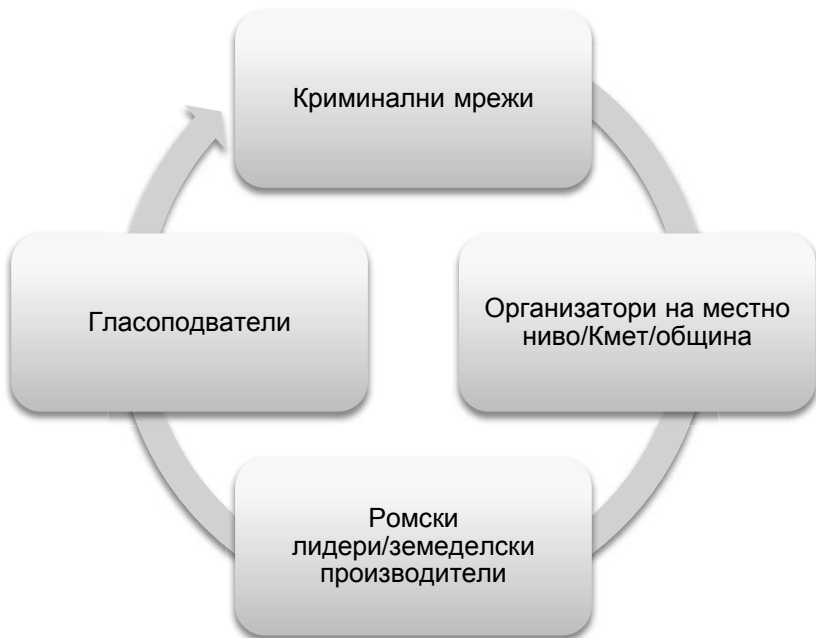 Криминални мрежи
Организатори на местно
ниво/Кмет/община
Гласоподватели
Ромски
лидери/земеделски
производители